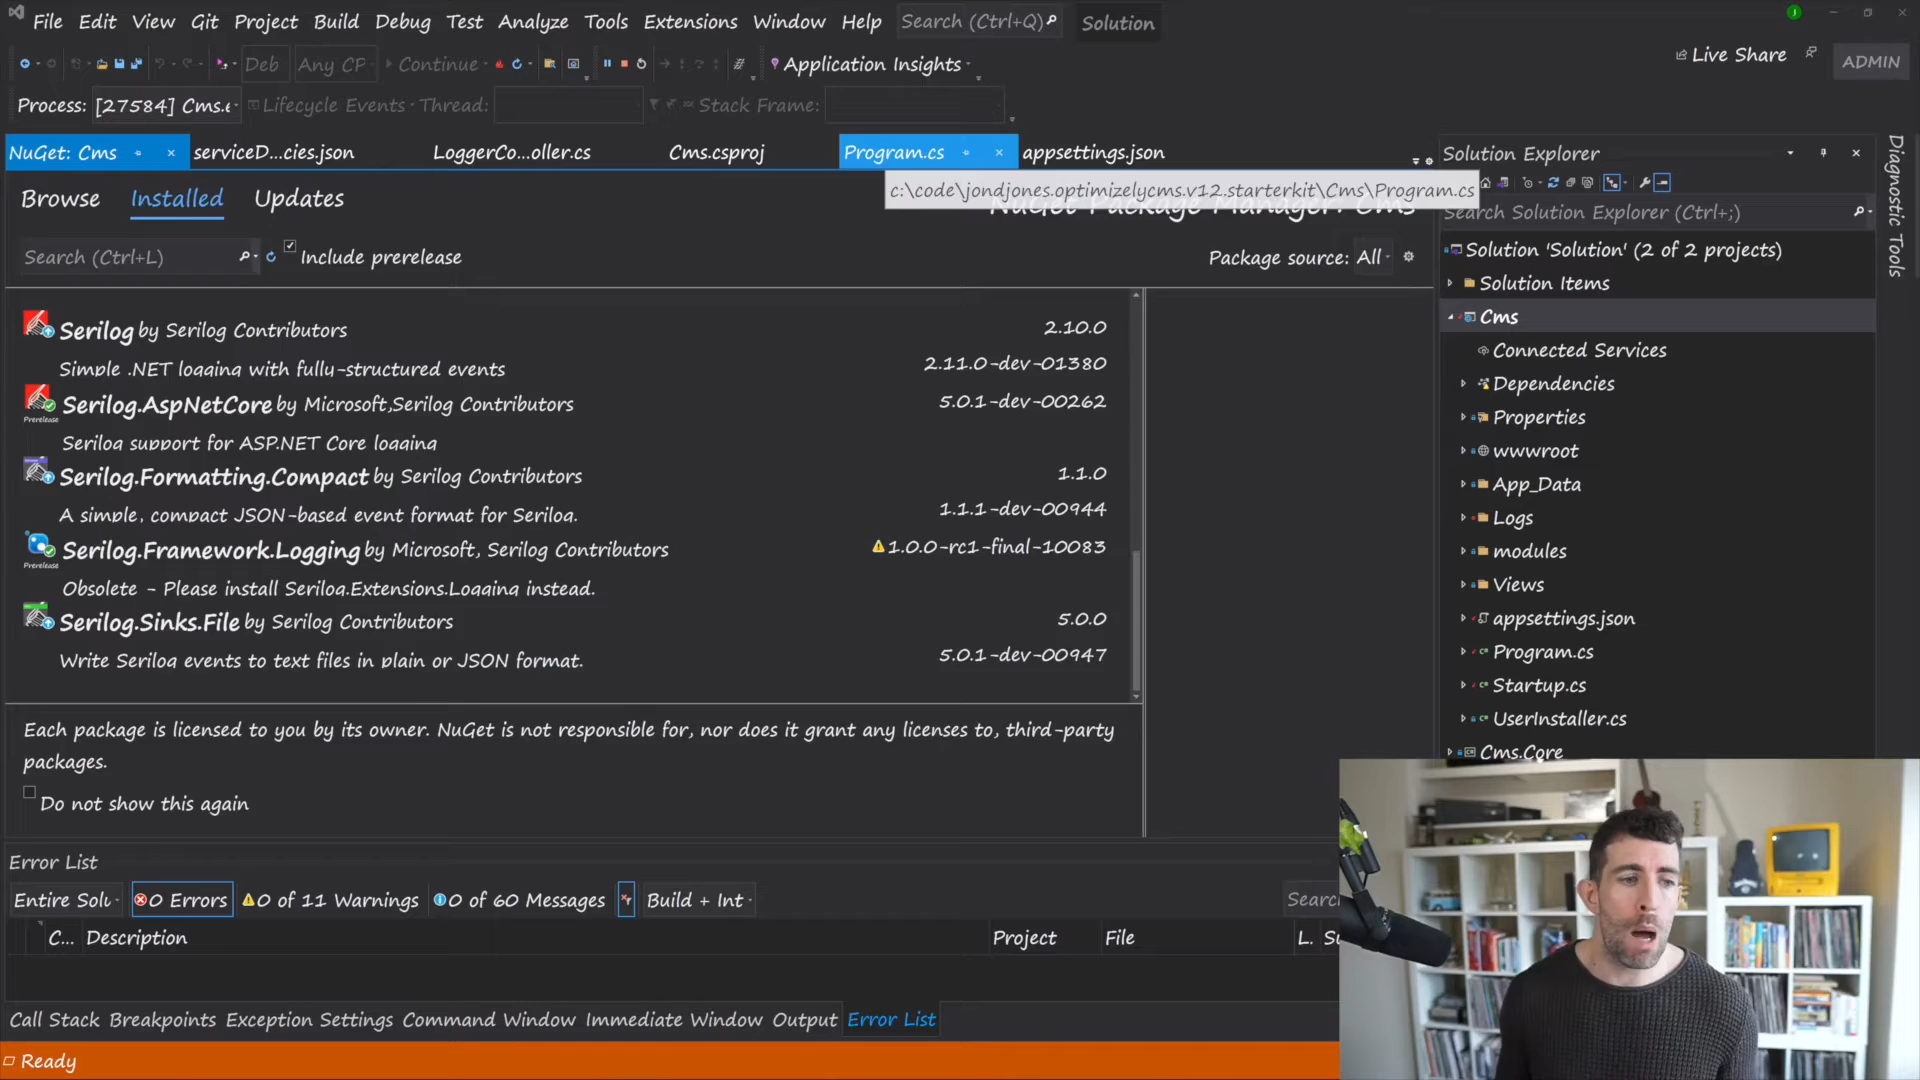 File Edit View Git Project Build Debug Test Analyze Tools Extensions Window Help Search (Ctrl+Q) Solution
Deb Any CP Continue Application Insights Live Share ADMIN
Process: [27584] Cms.e Lifecycle Events Thread: Stack Frame:
NuGet: Cms serviceD...cies.json LoggerCo...oller.cs Cms.csproj Program.cs appsettings.json
c:\code\jondjones.optimizelycms.v12.starterkit\Cms\Program.cs
Browse Installed Updates NuGet Package Manager: Cms
Search (Ctrl+L) Include prerelease Package source: All
Serilog by Serilog Contributors 2.10.0
Simple .NET logging with fully-structured events 2.11.0-dev-01380
Serilog.AspNetCore by Microsoft,Serilog Contributors 5.0.1-dev-00262
Prerelease
Serilog support for ASP.NET Core logging
Serilog.Formatting.Compact by Serilog Contributors 1.1.0
A simple, compact JSON-based event format for Serilog. 1.1.1-dev-00944
Serilog.Framework.Logging by Microsoft, Serilog Contributors 1.0.0-rc1-final-10083
Prerelease
Obsolete - Please install Serilog.Extensions.Logging instead.
Serilog.Sinks.File by Serilog Contributors 5.0.0
Write Serilog events to text files in plain or JSON format. 5.0.1-dev-00947
Each package is licensed to you by its owner. NuGet is not responsible for, nor does it grant any licenses to, third-party
packages.
Do not show this again
Solution Explorer
Search Solution Explorer (Ctrl+;)
Solution 'Solution' (2 of 2 projects)
Solution Items
Cms
Connected Services
Dependencies
Properties
wwwroot
App_Data
Logs
modules
Views
appsettings.json
Program.cs
Startup.cs
UserInstaller.cs
Cms.Core
Diagnostic Tools
Error List
Entire Solu 0 Errors 0 of 11 Warnings 0 of 60 Messages Build + Int Search
C... Description Project File L. Su
Call Stack Breakpoints Exception Settings Command Window Immediate Window Output Error List
Ready